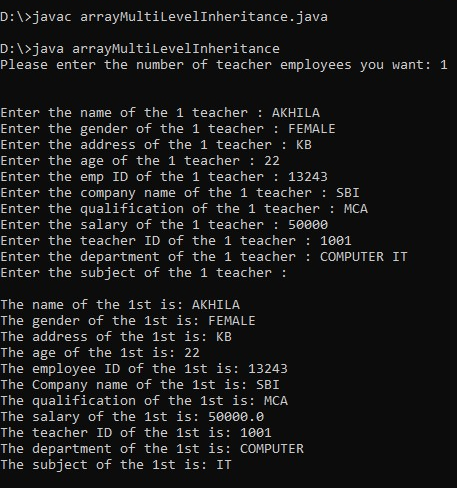 D:\>javac arrayMultiLevelInheritance.java
D:\>java arrayMultiLevelInheritance
Please enter the number of teacher employees you want: 1
Enter the name of the 1 teacher : AKHILA
Enter the gender of the 1 teacher : FEMALE
Enter the address of the 1 teacher : KB
Enter the age of the 1 teacher : 22
Enter the emp ID of the 1 teacher : 13243
Enter the company name of the 1 teacher : SBI
Enter the qualification of the 1 teacher : MCA
Enter the salary of the 1 teacher : 50000
Enter the teacher ID of the 1 teacher : 1001
Enter the department of the 1 teacher : COMPUTER IT
Enter the subject of the 1 teacher :
The name of the 1st is: AKHILA
The gender of the 1st is: FEMALE
The address of the 1st is: KB
The age of the 1st is: 22
The employee ID of the 1st is: 13243
The Company name of the 1st is: SBI
The qualification of the 1st is: MCA
The salary of the 1st is: 50000.0
The teacher ID of the 1st is: 1001
The department of the 1st is: COMPUTER
The subject of the 1st is: IT